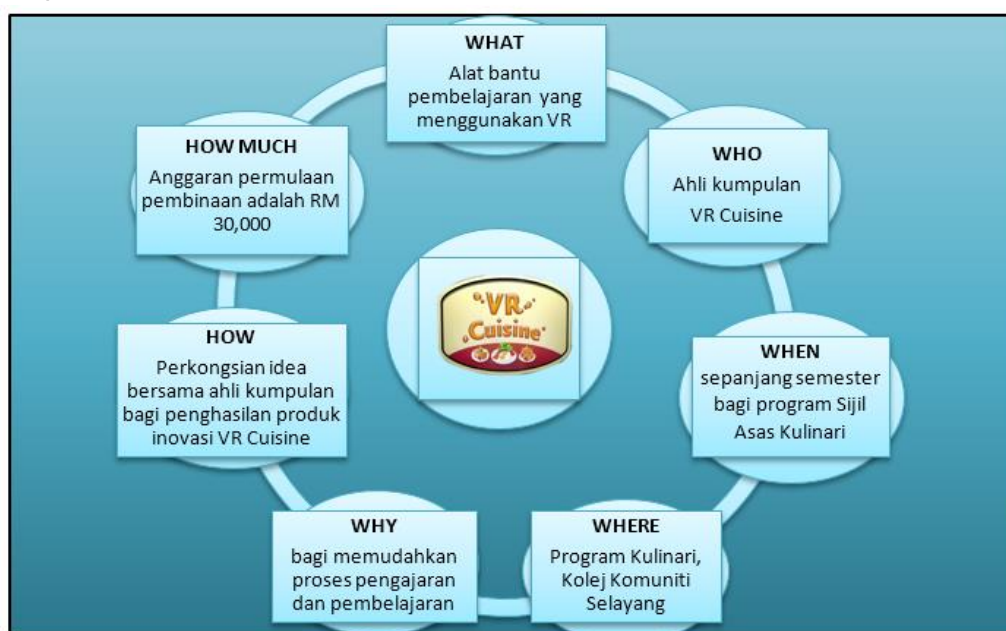 WHAT
Alat bantu
pembelajaran yang
menggunakan VR
WHO
Ahli kumpulan
VR Cuisine
WHEN
sepanjang semester
bagi program Sijil
Asas Kulinari
WHERE
Program Kulinari,
Kolej Komuniti
Selayang
WHY
bagi memudahkan
proses pengajaran
dan pembelajaran
HOW
Perkongsian idea
bersama ahli kumpulan
bagi penghasilan produk
inovasi VR Cuisine
HOW MUCH
Anggaran permulaan
pembinaan adalah RM
30,000
VR
Cuisine